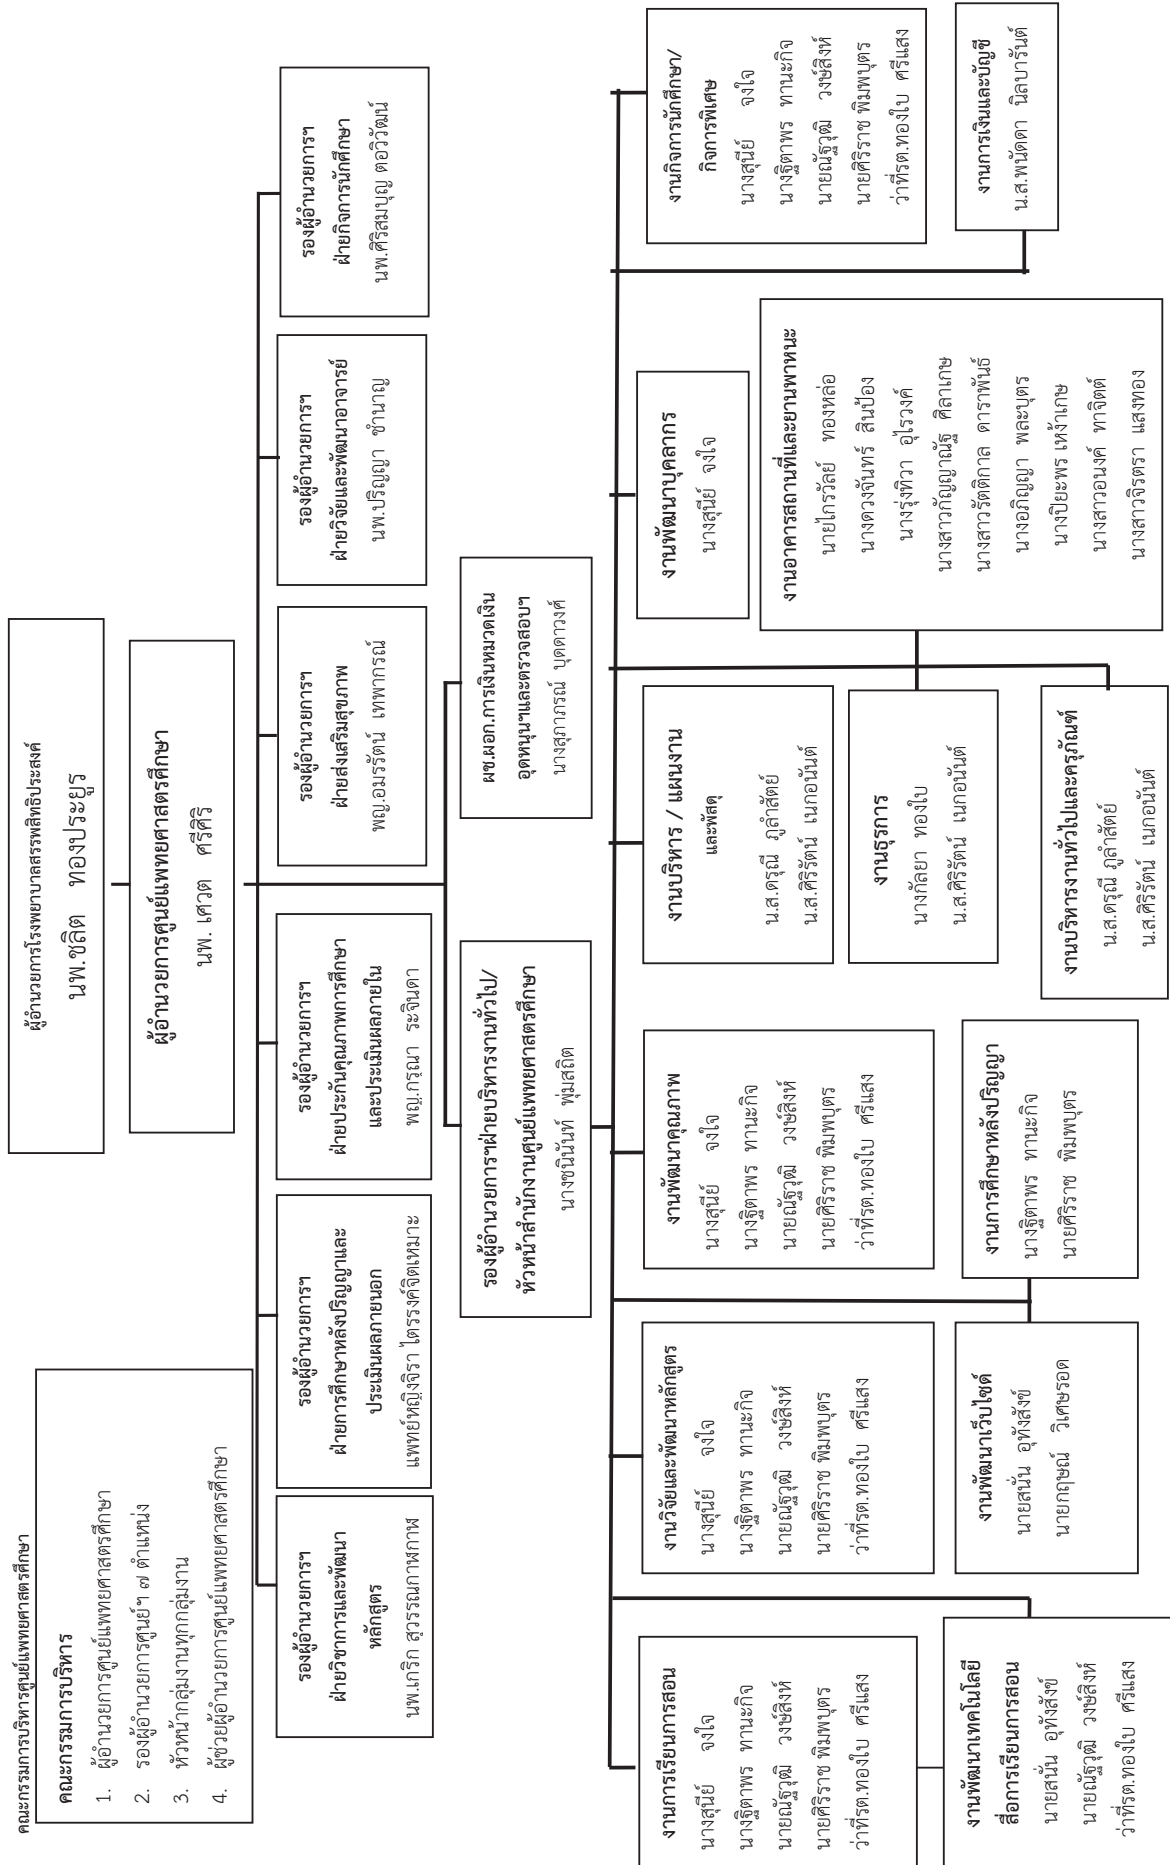 คณะกรรมการบริหารศูนย์แพทยศาสตรศึกษา
คณะกรรมการบริหาร
1. ผู้อำนวยการศูนย์แพทยศาสตรศึกษา
2. รองผู้อำนวยการศูนย์ฯ ๗ ตำแหน่ง
3. หัวหน้ากลุ่มงานทุกกลุ่มงาน
4. ผู้ช่วยผู้อำนวยการศูนย์แพทยศาสตรศึกษา
ผู้อำนวยการโรงพยาบาลสรรพสิทธิประสงค์
นพ.ชลิต ทองประยูร
ผู้อำนวยการศูนย์แพทยศาสตรศึกษา
นพ. เศวต ศรีศิริ
รองผู้อำนวยการฯ
ฝ่ายวิชาการและพัฒนา
หลักสูตร
นพ.เกริก สุวรรณกาฬกาฬ
รองผู้อำนวยการฯ
ฝ่ายการศึกษาหลังปริญญาและ
ประเมินผลภายนอก
แพทย์หญิงจิรา ไตรรงค์จิตเหมาะ
รองผู้อำนวยการฯ
ฝ่ายประกันคุณภาพการศึกษา
และประเมินผลภายใน
พญ.กรุณา ระจินดา
รองผู้อำนวยการฯ
ฝ่ายส่งเสริมสุขภาพ
พญ.อมรรัตน์ เทพากรณ์
รองผู้อำนวยการฯ
ฝ่ายวิจัยและพัฒนาอาจารย์
นพ.ปริญญา ชำนาญ
รองผู้อำนวยการฯ
ฝ่ายกิจการนักศึกษา
นพ.ศิริสมบุญ ตอวิวัฒน์
รองผู้อำนวยการฯฝ่ายบริหารงานทั่วไป/
หัวหน้าสำนักงานศูนย์แพทยศาสตรศึกษา
นางชนินันท์ พุ่มสถิต
ผช.ผอก.การเงินหมวดเงิน
อุดหนุนฯและตรวจสอบฯ
นางสุภาภรณ์ บุดดาวงศ์
งานการเรียนการสอน
นางสุนีย์ จงใจ
นางฐิตาพร ทานะกิจ
นายณัฐวุฒิ วงษ์สิงห์
นายศิริราช พิมพบุตร
ว่าที่รต.ทองใบ ศรีแสง
งานวิจัยและพัฒนาหลักสูตร
นางสุนีย์ จงใจ
นางฐิตาพร ทานะกิจ
นายณัฐวุฒิ วงษ์สิงห์
นายศิริราช พิมพบุตร
ว่าที่รต.ทองใบ ศรีแสง
งานพัฒนาคุณภาพ
นางสุนีย์ จงใจ
นางฐิตาพร ทานะกิจ
นายณัฐวุฒิ วงษ์สิงห์
นายศิริราช พิมพบุตร
ว่าที่รต.ทองใบ ศรีแสง
งานบริหาร / แผนงาน
และพัสดุ
น.ส.ดรุณี ภูลำสัตย์
น.ส.ศิริรัตน์ เนกอนันต์
งานพัฒนาบุคลากร
นางสุนีย์ จงใจ
งานกิจการนักศึกษา/
กิจการพิเศษ
นางสุนีย์ จงใจ
นางฐิตาพร ทานะกิจ
นายณัฐวุฒิ วงษ์สิงห์
นายศิริราช พิมพบุตร
ว่าที่รต.ทองใบ ศรีแสง
งานธุรการ
นางกัลยา ทองใบ
น.ส.ศิริรัตน์ เนกอนันต์
งานอาคารสถานที่และยานพาหนะ
นายไกรวัลย์ ทองหล่อ
นางดวงจันทร์ สินป้อง
นางรุ่งทิวา อุไรวงค์
นางสาวกัญญาณัฐ ศิลาเกษ
นางสาวรัตติกาล ดาราพันธ์
นางอภิญญา พละบุตร
นางปิยะพร เหง้าเกษ
นางสาวอนงค์ ทาจิตต์
นางสาวจิรตรา แสงทอง
งานพัฒนาเทคโนโลยี
สื่อการเรียนการสอน
นายสนั่น อุทังสังข์
นายณัฐวุฒิ วงษ์สิงห์
ว่าที่รต.ทองใบ ศรีแสง
งานพัฒนาเว็บไซต์
นายสนั่น อุทังสังข์
นายกฤษณ์ วิเศษรอด
งานการศึกษาหลังปริญญา
นางฐิตาพร ทานะกิจ
นายศิริราช พิมพบุตร
งานบริหารงานทั่วไปและครุภัณฑ์
น.ส.ดรุณี ภูลำสัตย์
น.ส.ศิริรัตน์ เนกอนันต์
งานการเงินและบัญชี
น.ส.พนัดดา นิลบารันต์